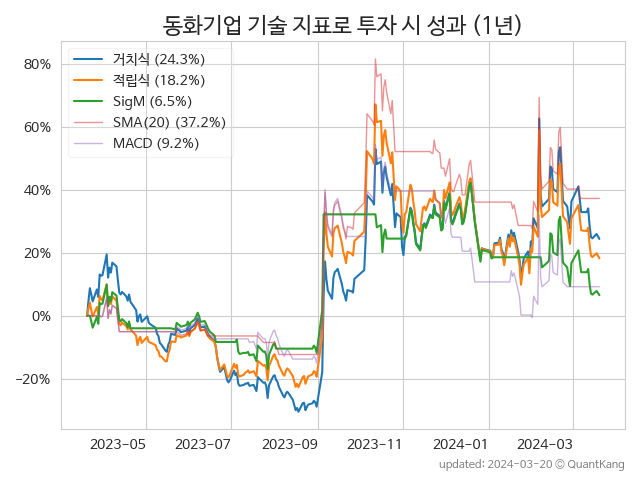 동화기업 기술 지표로 투자 시 성과 (1년)
80%
60%
40%
20%
0%
−20%
거치식 (24.3%)
적립식 (18.2%)
SigM (6.5%)
SMA(20) (37.2%)
MACD (9.2%)
2023-05 2023-07 2023-09 2023-11 2024-01 2024-03
updated: 2024-03-20 © QuantKang